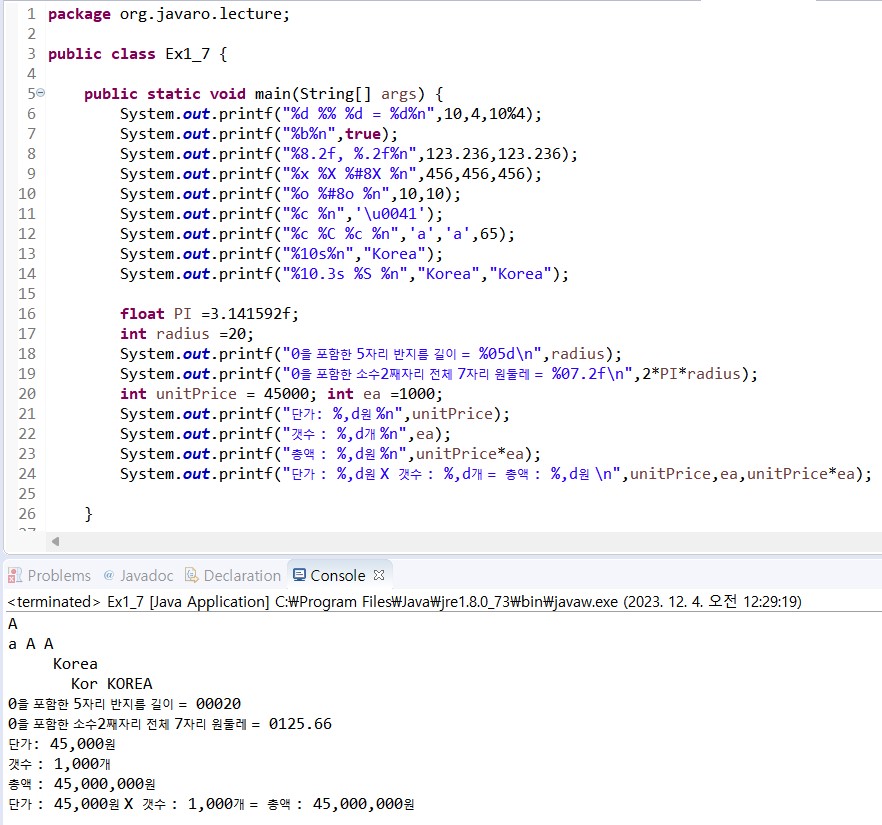 1 package org.javaro.lecture;
2
3 public class Ex1_7 {
4
5 public static void main(String[] args) {
6 System.out.printf("%d %% %d = %d%n",10,4,10%4);
7 System.out.printf("%b%n",true);
8 System.out.printf("%8.2f, %.2f%n",123.236,123.236);
9 System.out.printf("%x %X %#8X %n",456,456,456);
10 System.out.printf("%o %#8o %n",10,10);
11 System.out.printf("%c %n",'\u0041');
12 System.out.printf("%c %C %c %n",'a','a',65);
13 System.out.printf("%10s%n","Korea");
14 System.out.printf("%10.3s %S %n","Korea","Korea");
15
16 float PI =3.141592f;
17 int radius =20;
18 System.out.printf("0을 포함한 5자리 반지름 길이 = %05d\n",radius);
19 System.out.printf("0을 포함한 소수2째자리 전체 7자리 원둘레 = %07.2f\n",2*PI*radius);
20 int unitPrice = 45000; int ea =1000;
21 System.out.printf("단가: %,d원 %n",unitPrice);
22 System.out.printf("갯수 : %,d개 %n",ea);
23 System.out.printf("총액 : %,d원 %n",unitPrice*ea);
24 System.out.printf("단가 : %,d원 X 갯수 : %,d개 = 총액 : %,d원 \n",unitPrice,ea,unitPrice*ea);
25
26 }
Problems @ Javadoc Declaration Console
<terminated> Ex1_7 [Java Application] C:₩Program Files₩Java₩jre1.8.0_73₩bin₩javaw.exe (2023. 12. 4. 오전 12:29:19)
A
a A A
Korea
Kor KOREA
0을 포함한 5자리 반지름 길이 = 00020
0을 포함한 소수2째자리 전체 7자리 원둘레 = 0125.66
단가: 45,000원
갯수 : 1,000개
총액 : 45,000,000원
단가 : 45,000원 X 갯수 : 1,000개 = 총액 : 45,000,000원